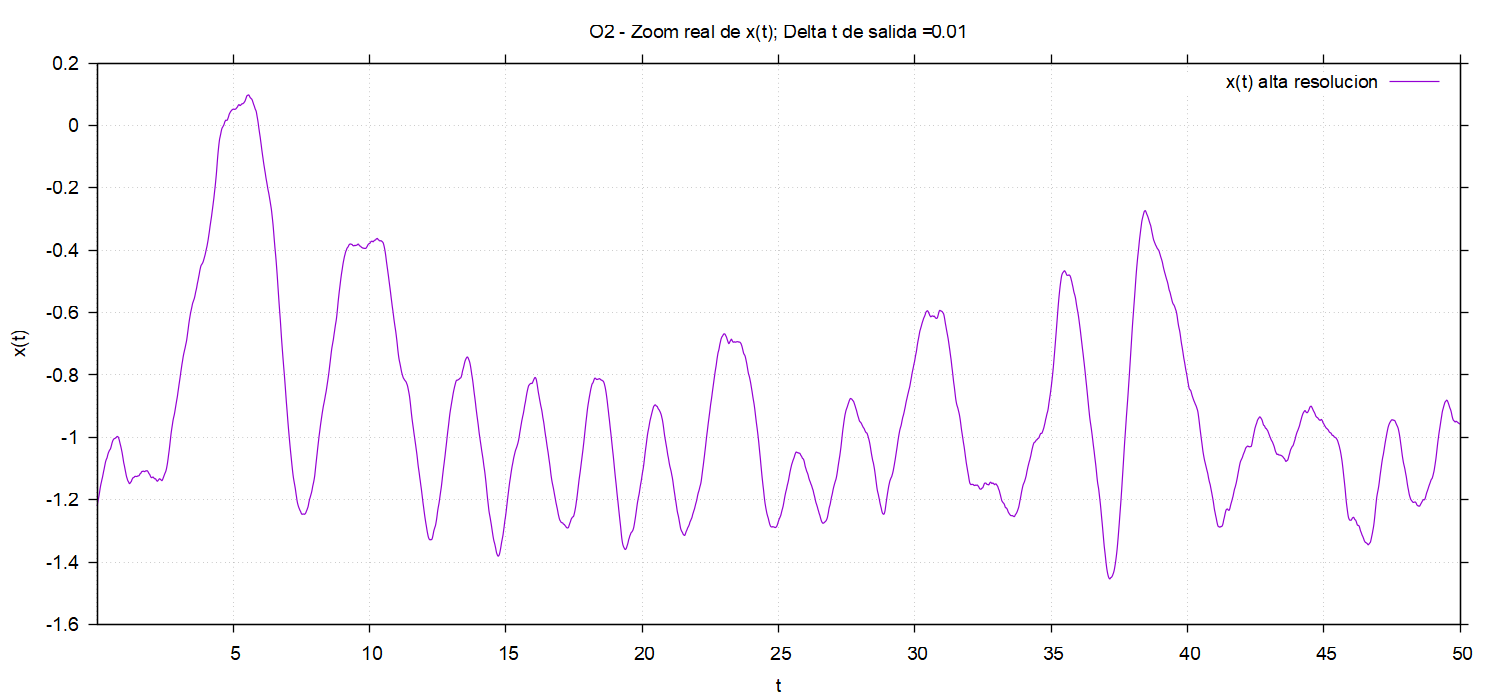 O2 - Zoom real de x(t); Delta t de salida =0.01
x(t) alta resolucion
0.2
0
-0.2
-0.4
-0.6
-0.8
-1
-1.2
-1.4
-1.6
x(t)
5 10 15 20 25 30 35 40 45 50
t